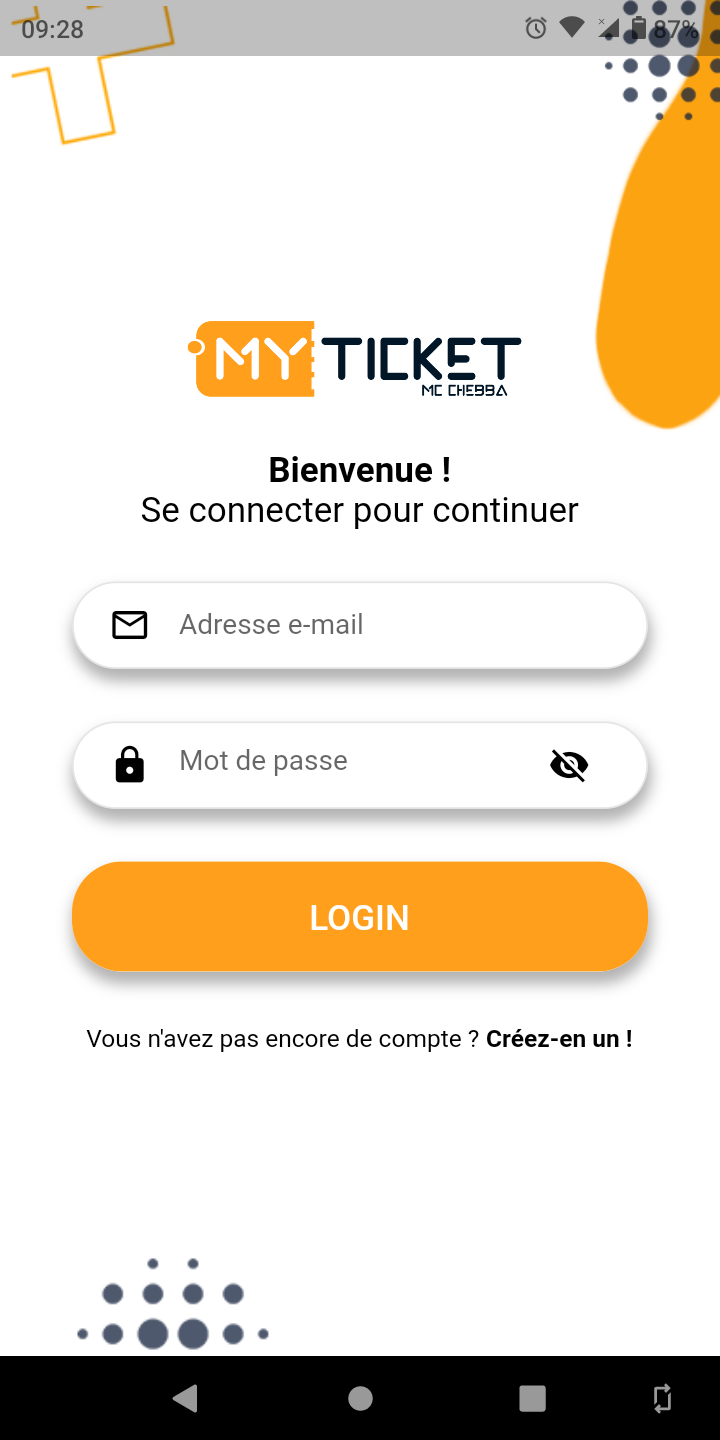 09:28
87%
MY TICKET
MC CHEBBA
Bienvenue !
Se connecter pour continuer
Adresse e-mail
Mot de passe
LOGIN
Vous n'avez pas encore de compte ? Créez-en un !